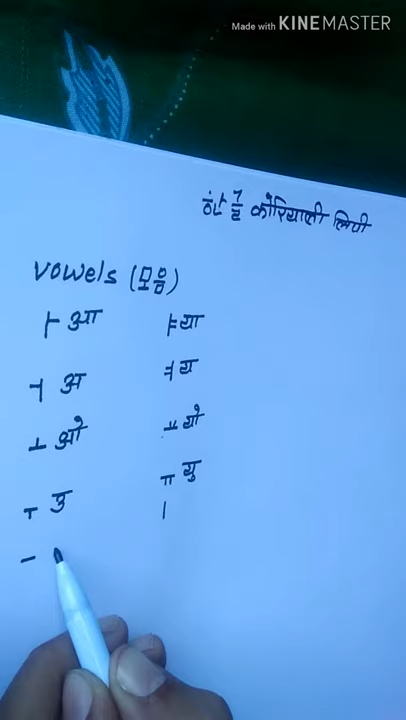 Made with KINEMASTER
한글 कोरियाली लिपी
vowels (모음)
ㅏ आ ㅑ या
ㅓ अ ㅕ य
ㅗ ओ ㅛ यो
ㅜ उ ㅠ यु
ㅡ ㅣ